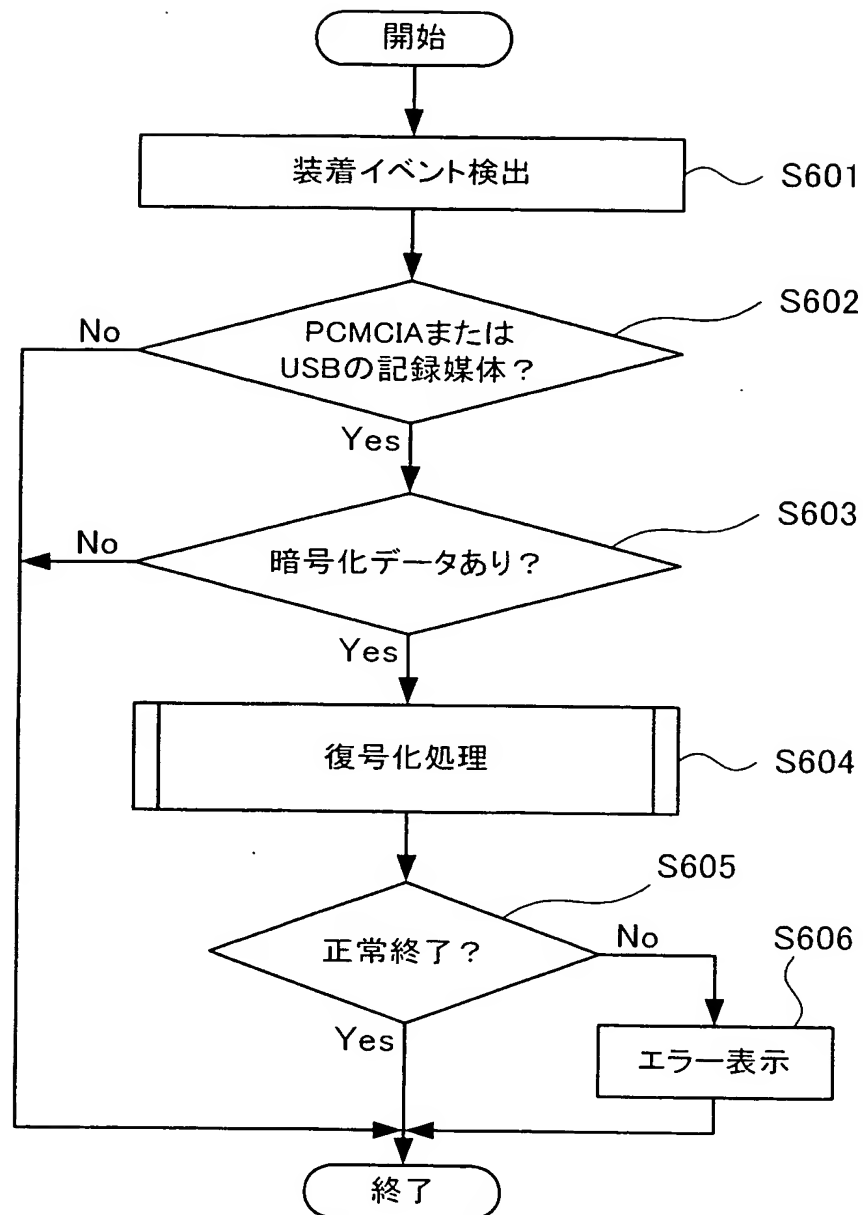 開始
装着イベント検出
S601
PCMCIAまたは
USBの記録媒体？
S602
No
Yes
暗号化データあり？
S603
No
Yes
復号化処理
S604
正常終了？
S605
No
Yes
エラー表示
S606
終了